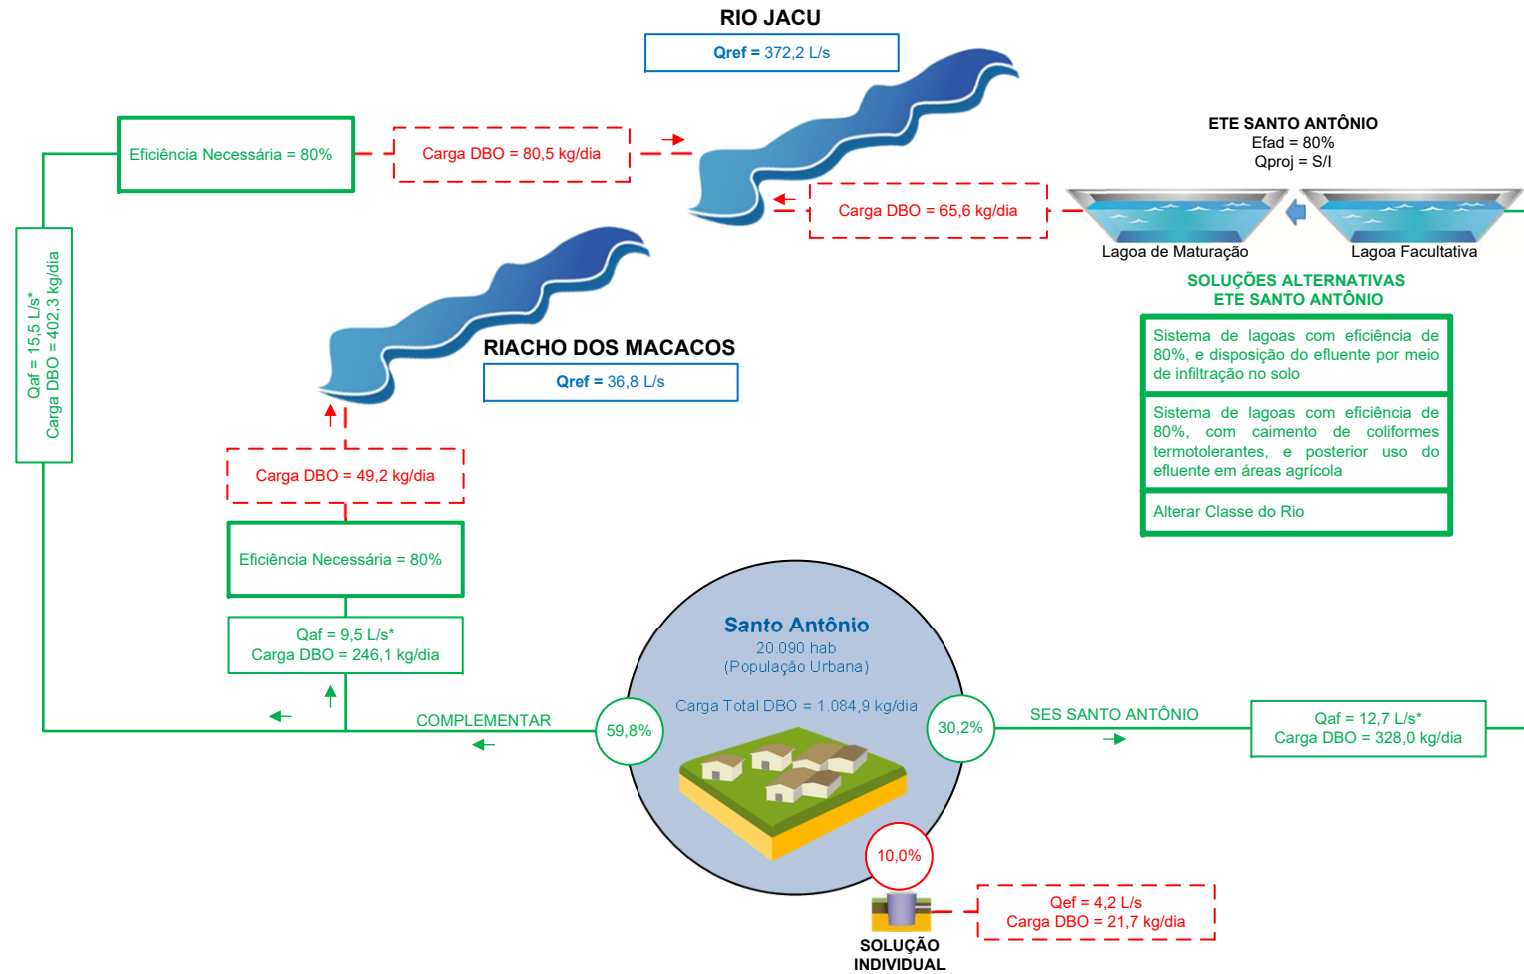 RIO JACU
Qref = 372,2 L/s
Eficiência Necessária = 80%
Carga DBO = 80,5 kg/dia
ETE SANTO ANTÔNIO
Efad = 80%
Qproj = S/I
Carga DBO = 65,6 kg/dia
Lagoa de Maturação
Lagoa Facultativa
Qaf = 15,5 L/s*
Carga DBO = 402,3 kg/dia
SOLUÇÕES ALTERNATIVAS
ETE SANTO ANTÔNIO
Sistema de lagoas com eficiência de
80%, e disposição do efluente por meio
de infiltração no solo
Sistema de lagoas com eficiência de
80%, com caimento de coliformes
termotolerantes, e posterior uso do
efluente em áreas agrícola
Alterar Classe do Rio
RIACHO DOS MACACOS
Qref = 36,8 L/s
Carga DBO = 49,2 kg/dia
Eficiência Necessária = 80%
Qaf = 9,5 L/s*
Carga DBO = 246,1 kg/dia
Santo Antônio
20.090 hab
(População Urbana)
Carga Total DBO = 1.084,9 kg/dia
COMPLEMENTAR
59,8%
30,2%
SES SANTO ANTÔNIO
Qaf = 12,7 L/s*
Carga DBO = 328,0 kg/dia
10,0%
Qef = 4,2 L/s
Carga DBO = 21,7 kg/dia
SOLUÇÃO
INDIVIDUAL